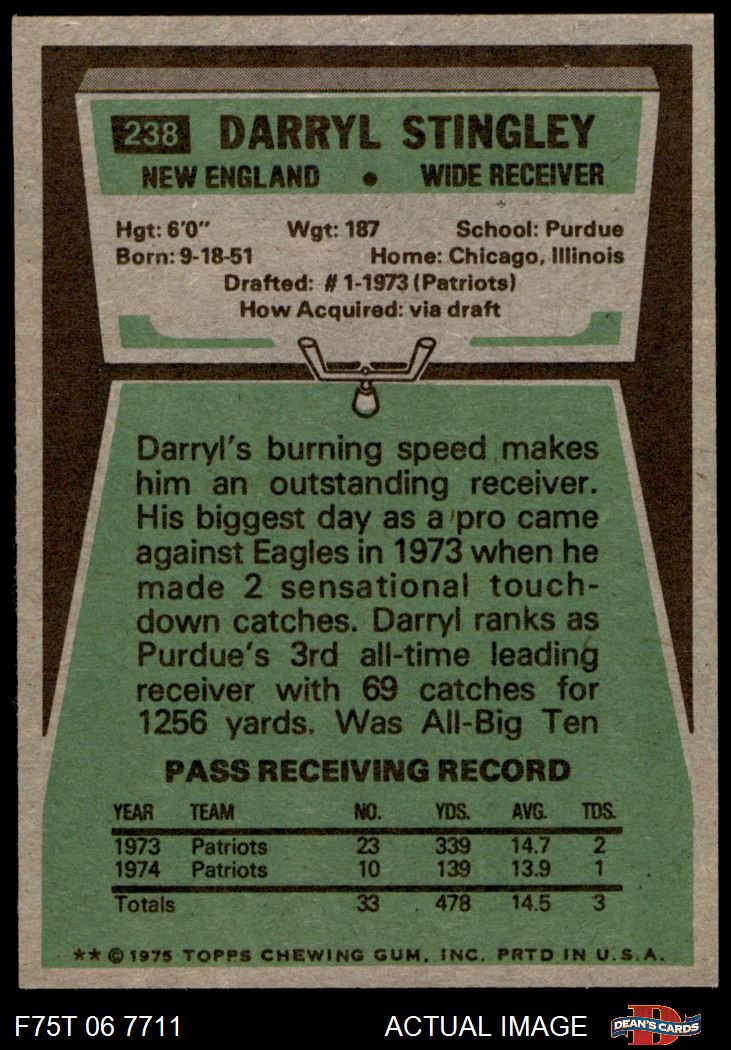 238 DARRYL STINGLEY
NEW ENGLAND • WIDE RECEIVER
Hgt: 6'0" Wgt: 187 School: Purdue
Born: 9-18-51 Home: Chicago, Illinois
Drafted: #1-1973 (Patriots)
How Acquired: via draft
Darryl's burning speed makes
him an outstanding receiver.
His biggest day as a pro came
against Eagles in 1973 when he
made 2 sensational touch-
down catches. Darryl ranks as
Purdue's 3rd all-time leading
receiver with 69 catches for
1256 yards. Was All-Big Ten
PASS RECEIVING RECORD
YEAR TEAM NO. YDS. AVG. TDS.
1973 Patriots 23 339 14.7 2
1974 Patriots 10 139 13.9 1
Totals 33 478 14.5 3
** © 1975 TOPPS CHEWING GUM, INC. PRTD IN U.S.A.
F75T 06 7711 ACTUAL IMAGE DEAN'S CARDS